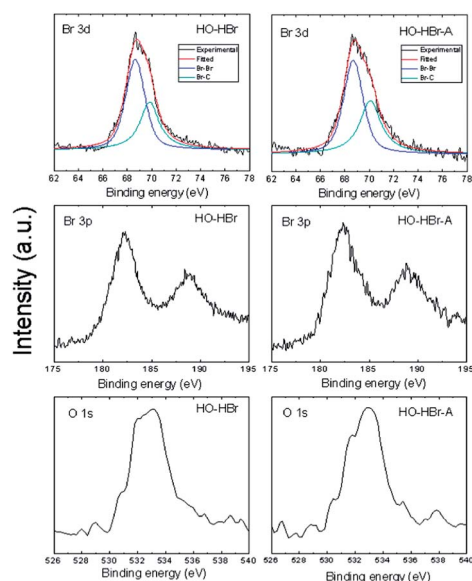 Intensity (a.u.)
Br 3d
HO-HBr
Experimental
Fitted
Br-Br
Br-C
62 64 66 68 70 72 74 76 78
Binding energy (eV)
Br 3d
HO-HBr-A
Experimental
Fitted
Br-Br
Br-C
62 64 66 68 70 72 74 76 78
Binding energy (eV)
Br 3p
HO-HBr
175 180 185 190 195
Binding energy (eV)
Br 3p
HO-HBr-A
175 180 185 190 195
Binding energy (eV)
O 1s
HO-HBr
526 528 530 532 534 536 538 540
Binding energy (eV)
O 1s
HO-HBr-A
526 528 530 532 534 536 538 540
Binding energy (eV)